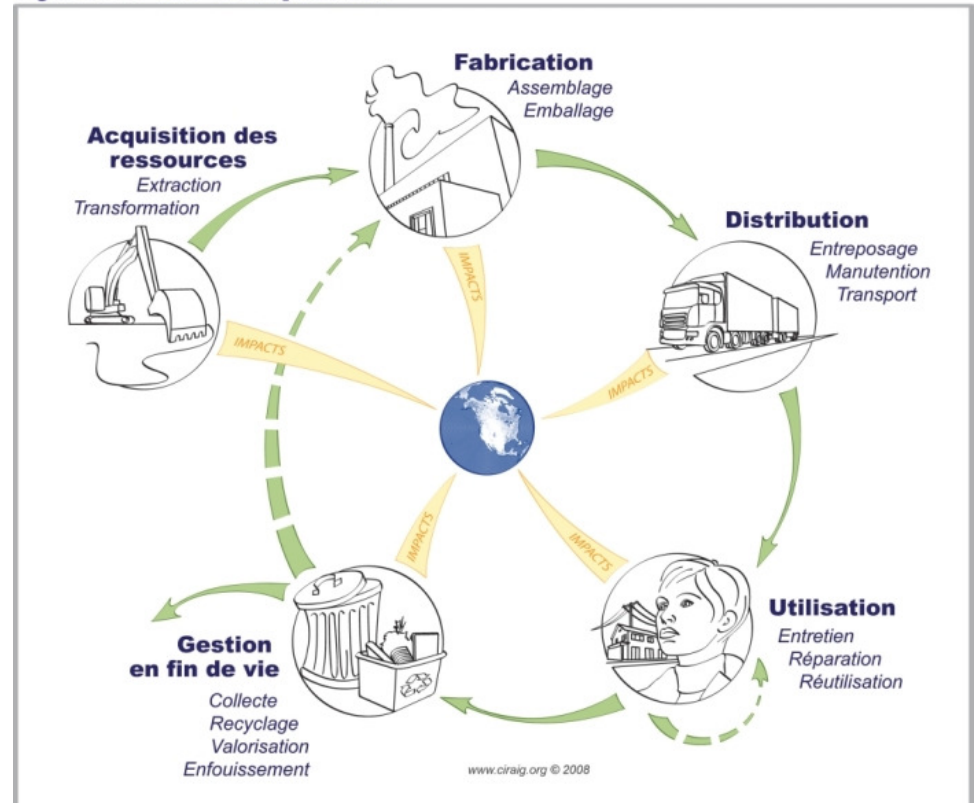 Fabrication
Assemblage
Emballage
Acquisition des
ressources
Extraction
Transformation
Distribution
Entreposage
Manutention
Transport
IMPACTS
IMPACTS
IMPACTS
IMPACTS
IMPACTS
Utilisation
Entretien
Réparation
Réutilisation
Gestion
en fin de vie
Collecte
Recyclage
Valorisation
Enfouissement
www.ciraig.org © 2008